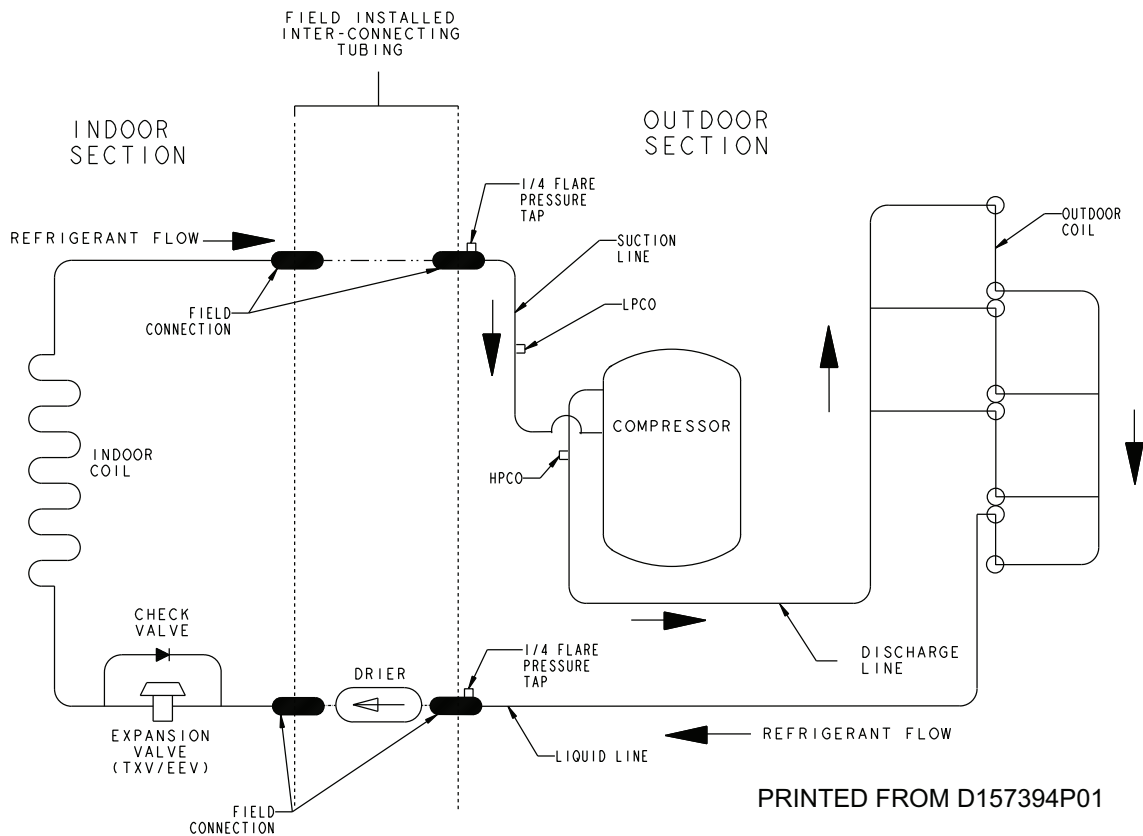 FIELD INSTALLED
INTER-CONNECTING
TUBING
INDOOR
SECTION
OUTDOOR
SECTION
1/4 FLARE
PRESSURE
TAP
OUTDOOR
COIL
REFRIGERANT FLOW
SUCTION
LINE
FIELD
CONNECTION
LPCO
COMPRESSOR
INDOOR
COIL
HPCO
CHECK
VALVE
DRIER
1/4 FLARE
PRESSURE
TAP
DISCHARGE
LINE
EXPANSION
VALVE
(TXV/EEV)
LIQUID LINE
REFRIGERANT FLOW
FIELD
CONNECTION
PRINTED FROM D157394P01